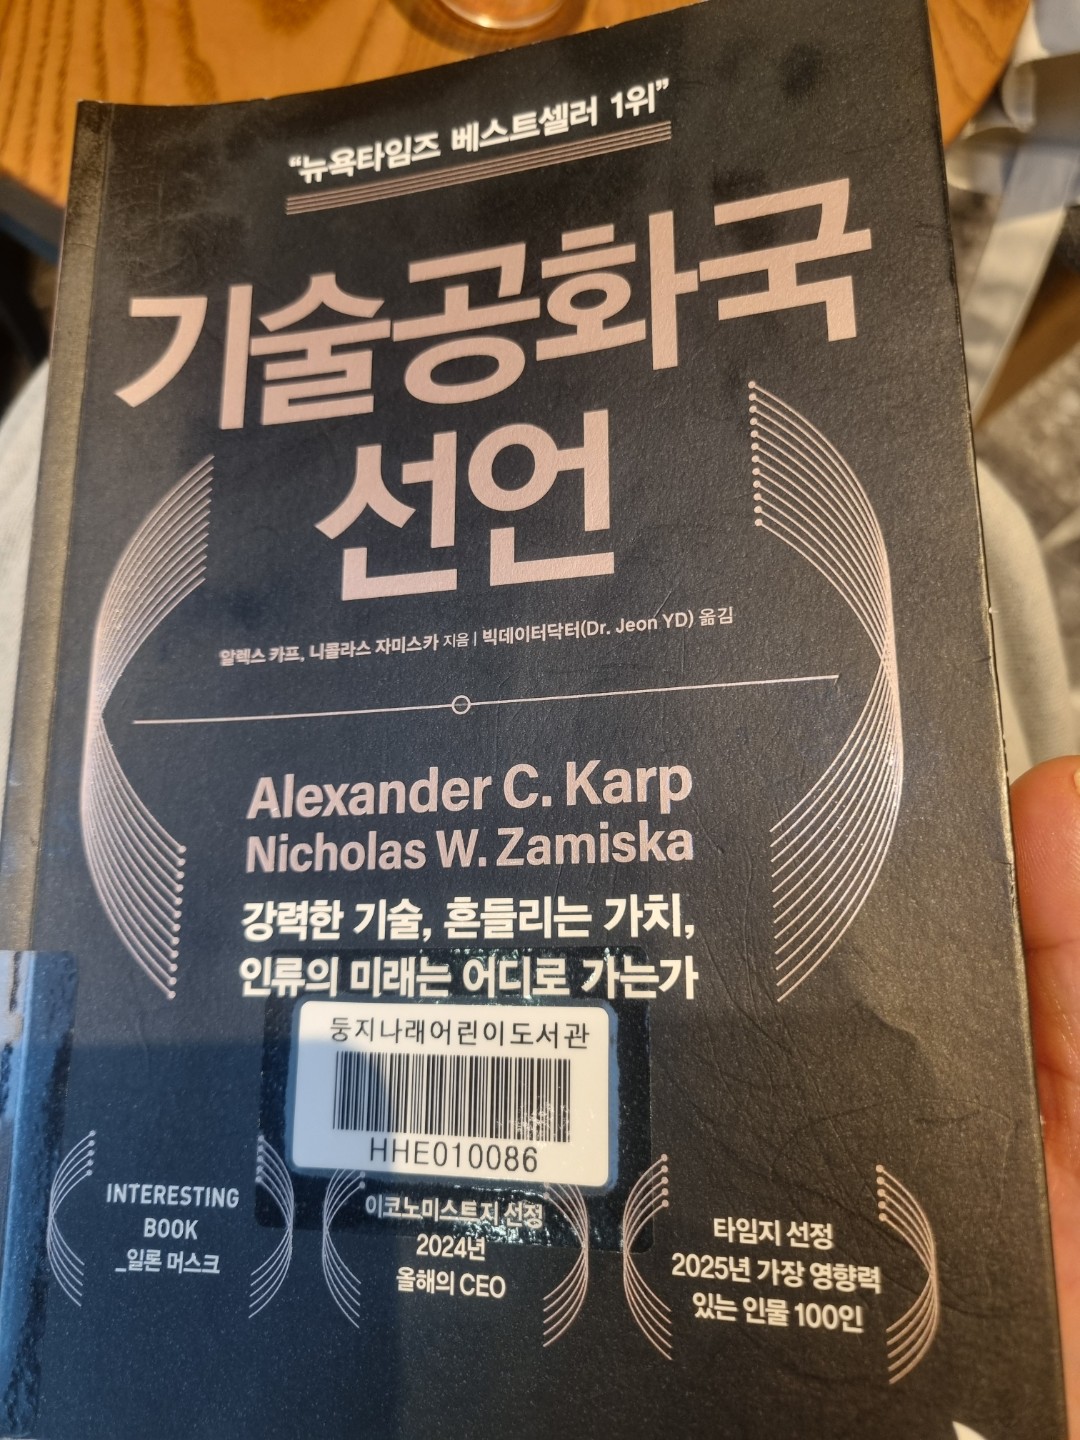 “뉴욕타임즈 베스트셀러 1위”
기술공화국
선언
알렉스 카프, 니콜라스 자미스카 지음 | 빅데이터닥터(Dr. Jeon YD) 옮김
Alexander C. Karp
Nicholas W. Zamiska
강력한 기술, 흔들리는 가치,
인류의 미래는 어디로 가는가
둥지나래어린이도서관
HHE010086
INTERESTING
BOOK
_일론 머스크
이코노미스트지 선정
2024년
올해의 CEO
타임지 선정
2025년 가장 영향력
있는 인물 100인